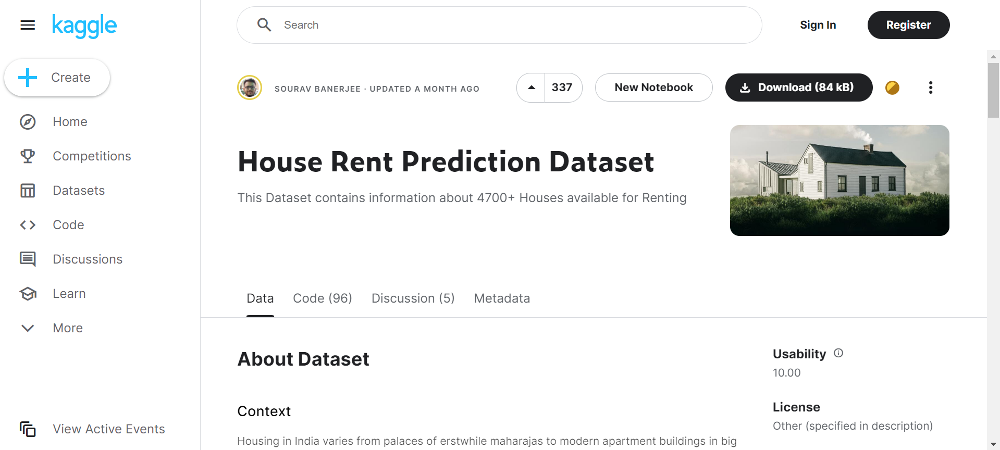 kaggle
Search
Sign In
Register
Create
Home
Competitions
Datasets
Code
Discussions
Learn
More
View Active Events
SOURAV BANERJEE · UPDATED A MONTH AGO
337
New Notebook
Download (84 kB)
House Rent Prediction Dataset
This Dataset contains information about 4700+ Houses available for Renting
Data
Code (96)
Discussion (5)
Metadata
About Dataset
Context
Housing in India varies from palaces of erstwhile maharajas to modern apartment buildings in big
Usability
10.00
License
Other (specified in description)